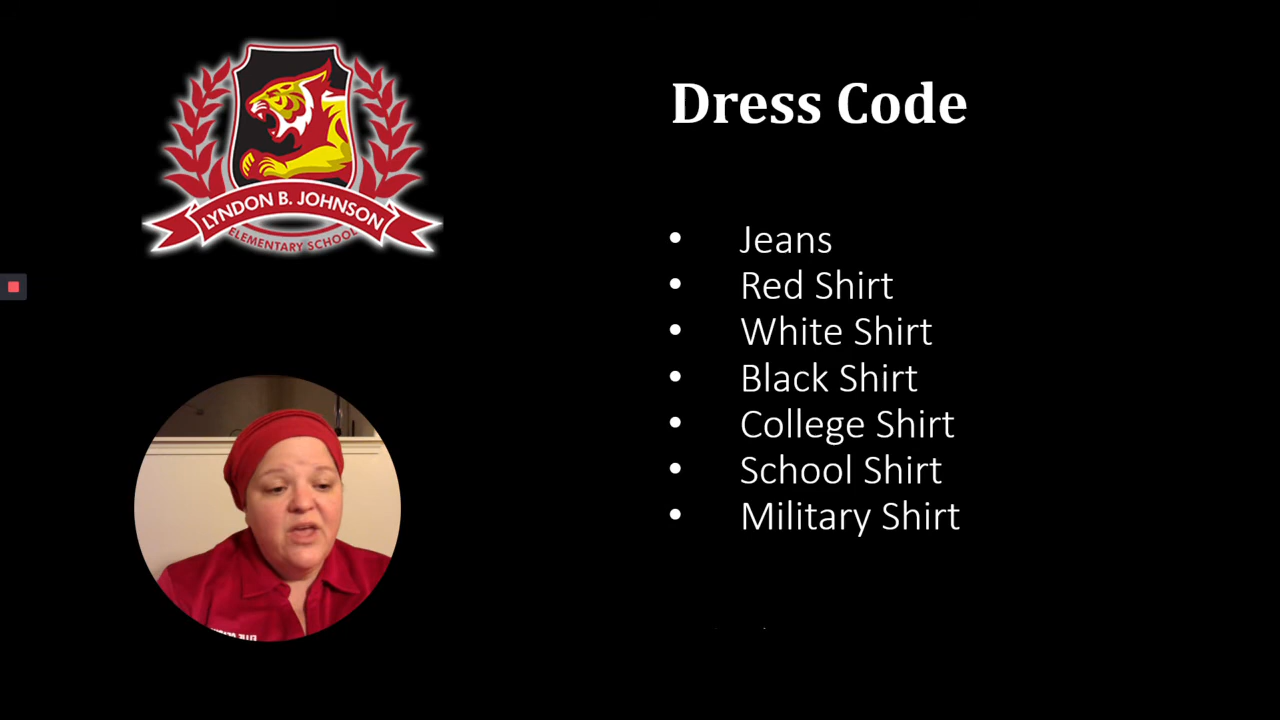 LYNDON B. JOHNSON
ELEMENTARY SCHOOL
Dress Code
• Jeans
• Red Shirt
• White Shirt
• Black Shirt
• College Shirt
• School Shirt
• Military Shirt